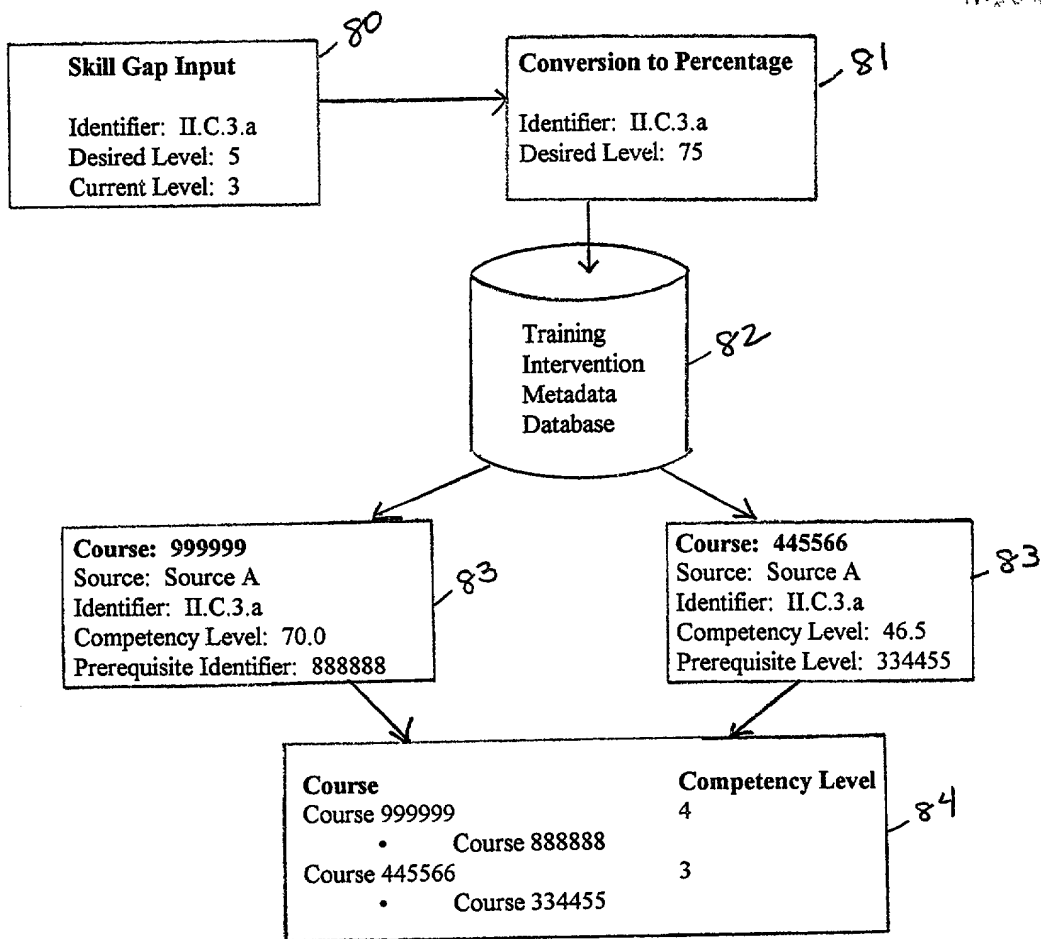 80
Skill Gap Input
Identifier: II.C.3.a
Desired Level: 5
Current Level: 3
81
Conversion to Percentage
Identifier: II.C.3.a
Desired Level: 75
Training
Intervention
Metadata
Database
82
Course: 999999
Source: Source A
Identifier: II.C.3.a
Competency Level: 70.0
Prerequisite Identifier: 888888
83
Course: 445566
Source: Source A
Identifier: II.C.3.a
Competency Level: 46.5
Prerequisite Level: 334455
83
Course Competency Level
Course 999999 4
• Course 888888
Course 445566 3
• Course 334455
84